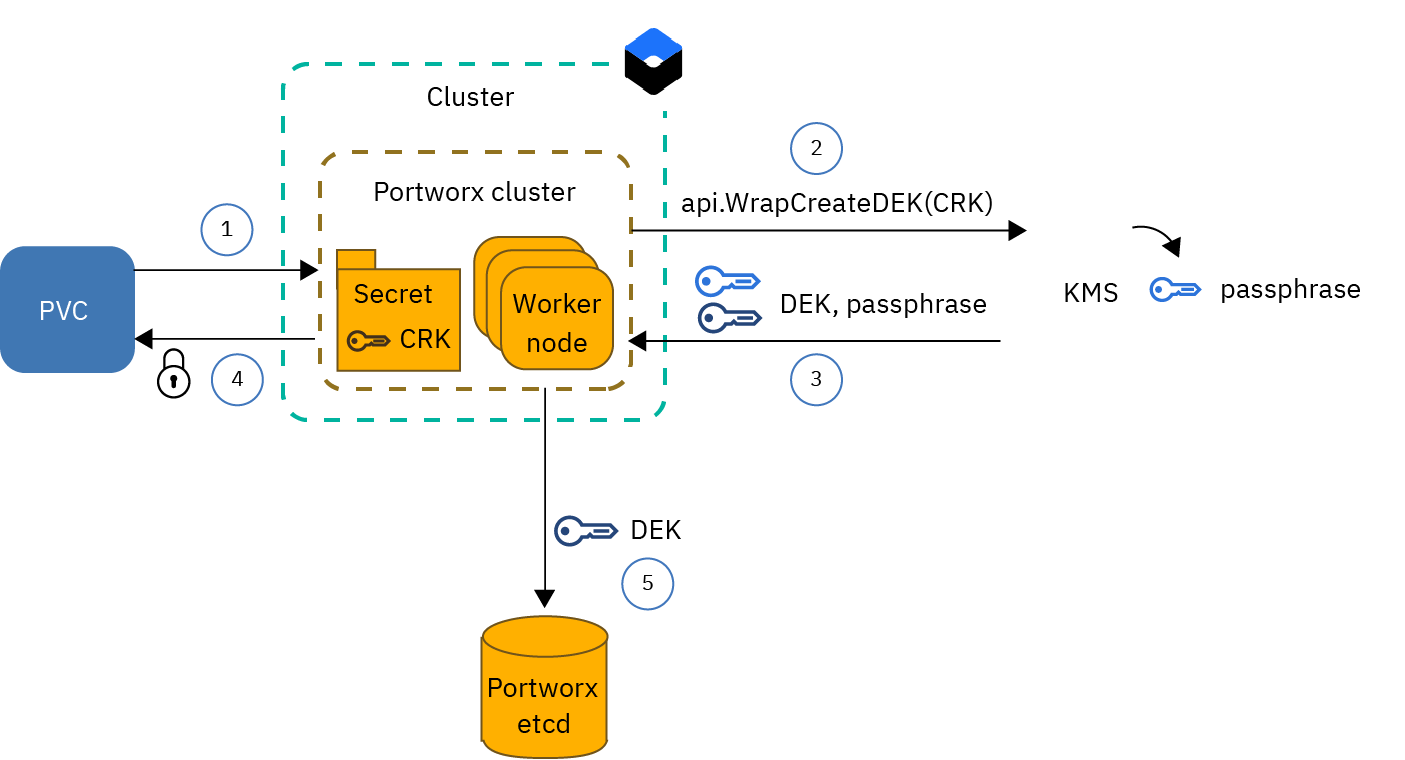 Cluster
2
Portworx cluster
api.WrapCreateDEK(CRK)
1
PVC
Secret
CRK
Worker
node
DEK, passphrase
KMS
passphrase
4
3
DEK
5
Portworx
etcd